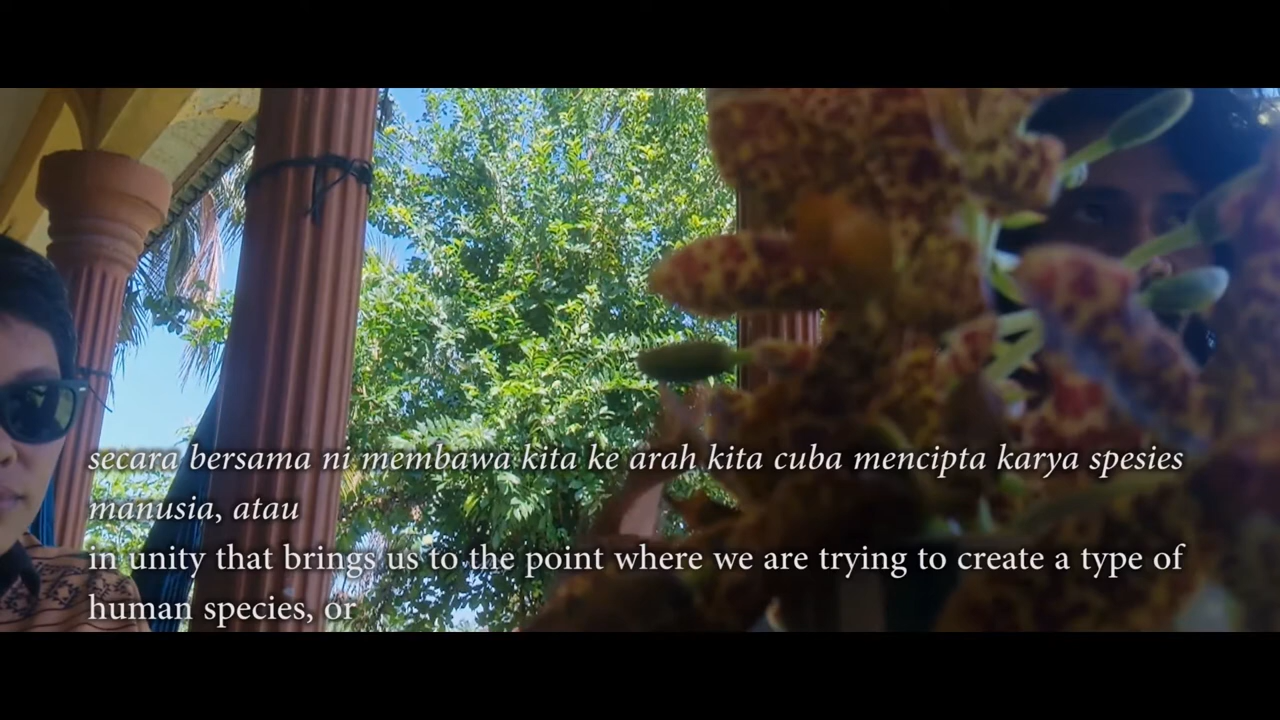 secara bersama ni membawa kita ke arah kita cuba mencipta karya spesies
manusia, atau
in unity that brings us to the point where we are trying to create a type of
human species, or